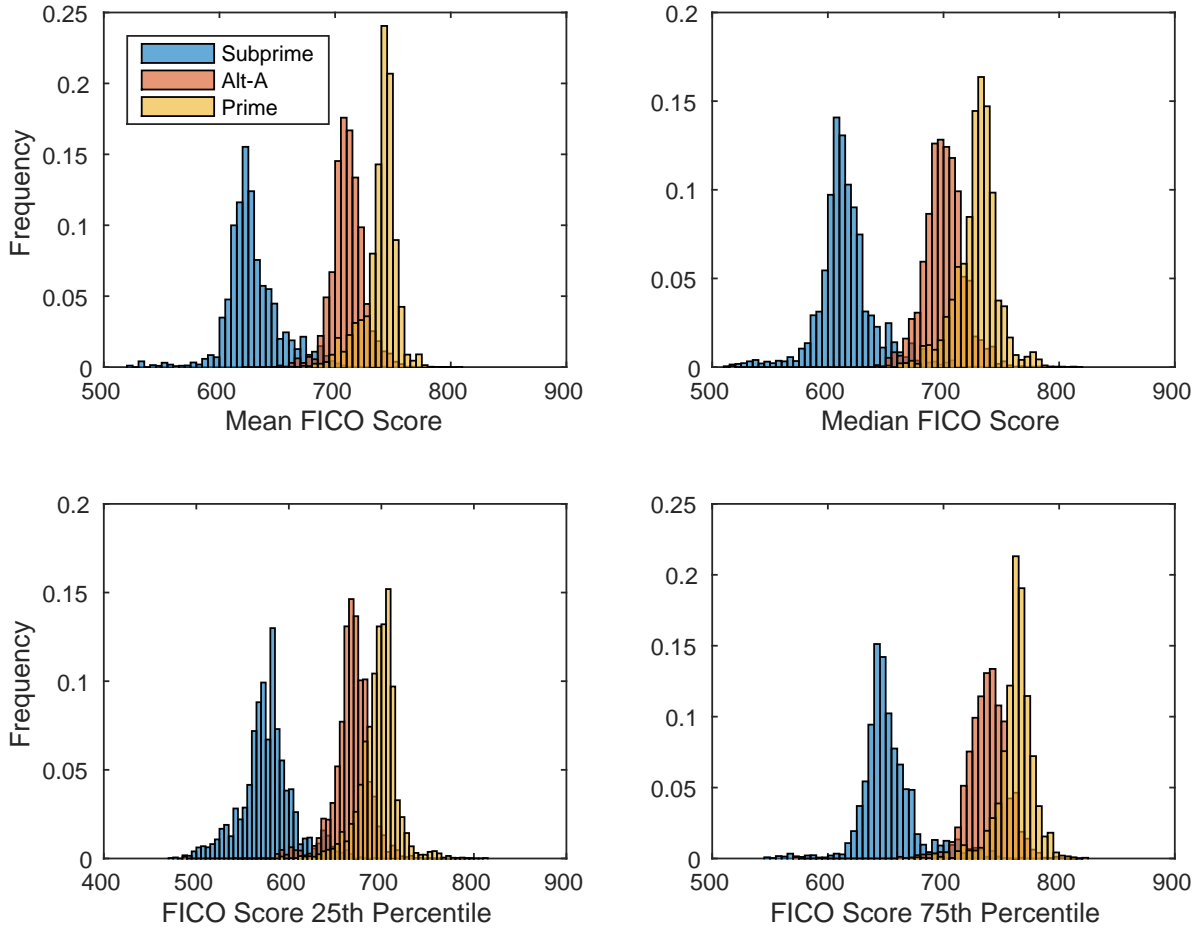 0.25
0.2
0.15
0.1
0.05
0
Frequency
Subprime
Alt-A
Prime
500 600 700 800 900
Mean FICO Score
0.2
0.15
0.1
0.05
0
500 600 700 800 900
Median FICO Score
0.2
0.15
0.1
0.05
0
Frequency
400 500 600 700 800 900
FICO Score 25th Percentile
0.25
0.2
0.15
0.1
0.05
0
500 600 700 800 900
FICO Score 75th Percentile